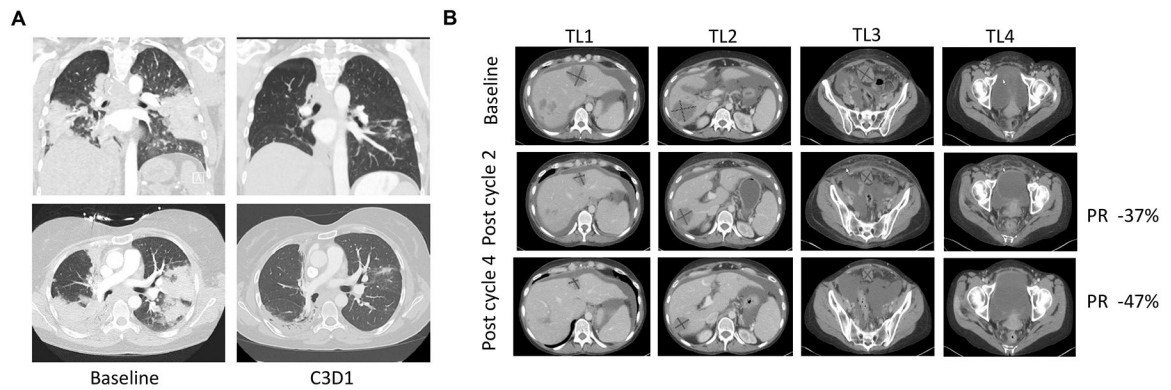 A
Baseline
C3D1
B
TL1 TL2 TL3 TL4
Baseline
Post cycle 2
PR -37%
Post cycle 4
PR -47%